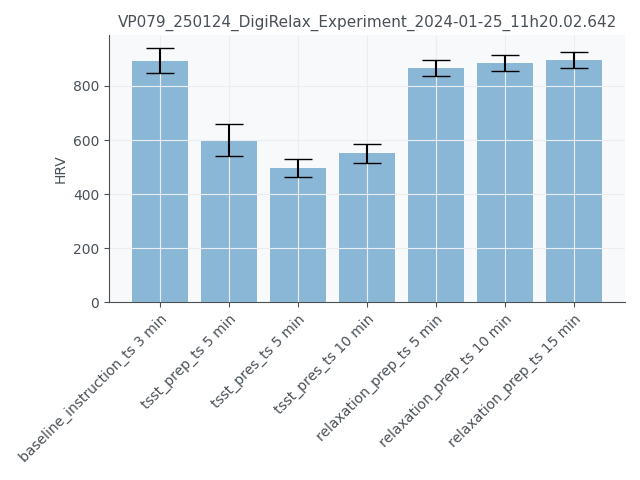 VP079_250124_DigiRelax_Experiment_2024-01-25_11h20.02.642
HRV
800
600
400
200
0
baseline_instruction_ts 3 min
tsst_prep_ts 5 min
tsst_pres_ts 5 min
tsst_pres_ts 10 min
relaxation_prep_ts 5 min
relaxation_prep_ts 10 min
relaxation_prep_ts 15 min